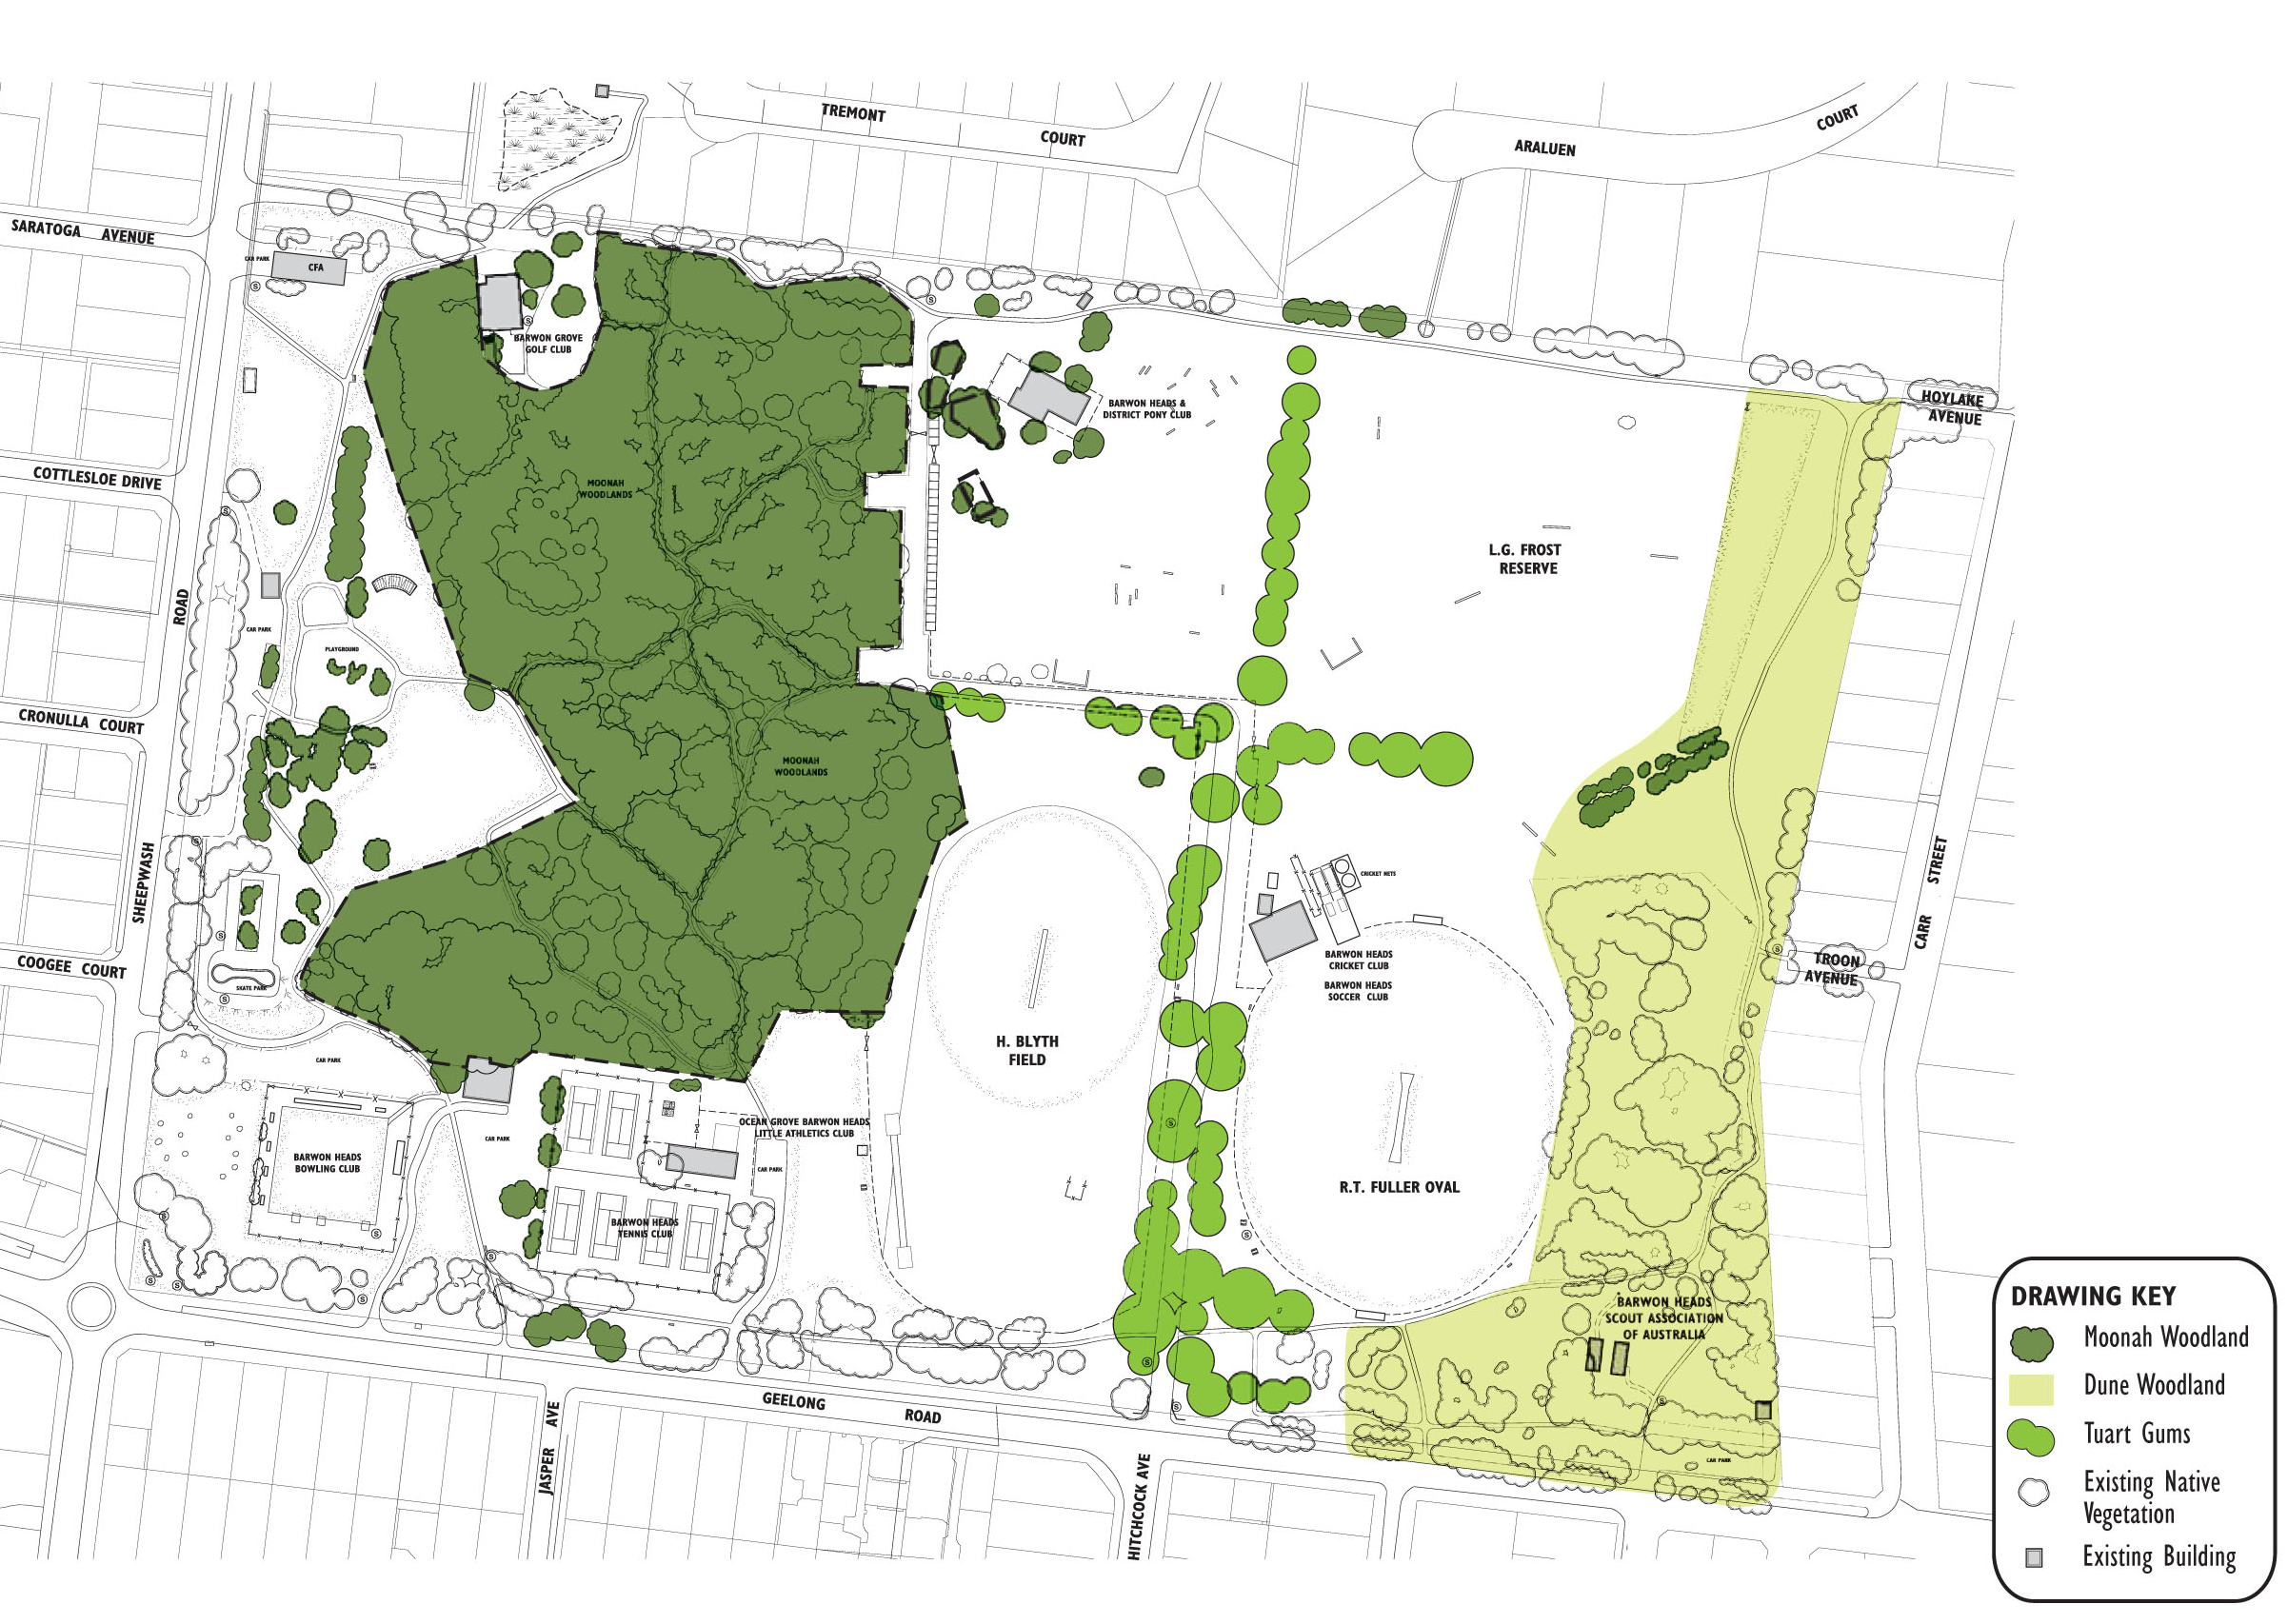 TREMONT
COURT
ARALUEN
COURT
SARATOGA AVENUE
CAR PARK
CFA
BARWON GROVE
GOLF CLUB
HOYLAKE
AVENUE
BARWON HEADS &
DISTRICT PONY CLUB
COTTLESLOE DRIVE
MOONAH
WOODLANDS
L.G. FROST
RESERVE
ROAD
CAR PARK
PLAYGROUND
CRONULLA COURT
MOONAH
WOODLANDS
SHEEPWASH
CRICKET NETS
CARR
STREET
COOGEE COURT
SKATE PARK
BARWON HEADS
CRICKET CLUB
BARWON HEADS
SOCCER CLUB
TROON
AVENUE
H. BLYTH
FIELD
CAR PARK
OCEAN GROVE BARWON HEADS
LITTLE ATHLETICS CLUB
CAR PARK
BARWON HEADS
BOWLING CLUB
CAR PARK
R.T. FULLER OVAL
BARWON HEADS
TENNIS CLUB
BARWON HEADS
SCOUT ASSOCIATION
OF AUSTRALIA
GEELONG ROAD
JASPER AVE
HITCHCOCK AVE
CAR PARK
DRAWING KEY
Moonah Woodland
Dune Woodland
Tuart Gums
Existing Native
Vegetation
Existing Building